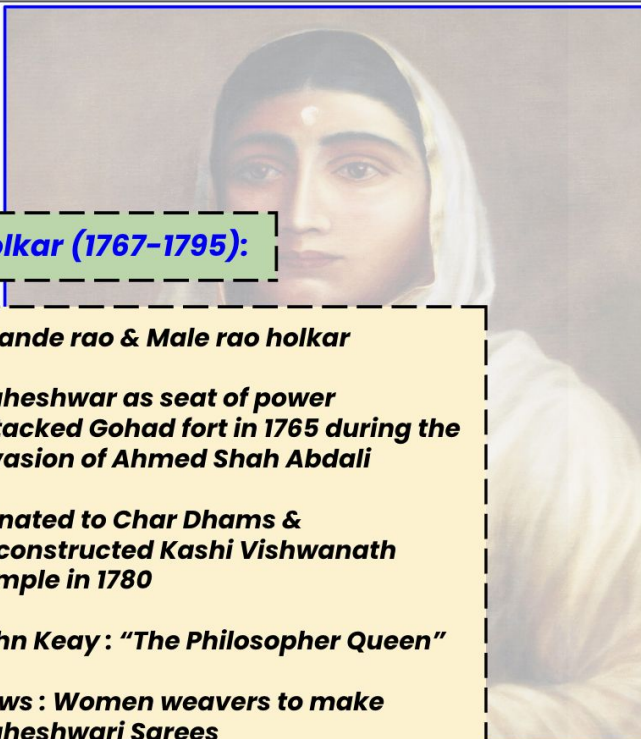 olkar (1767-1795):
ande rao & Male rao holkar
heshwar as seat of power
tacked Gohad fort in 1765 during the
vasion of Ahmed Shah Abdali
nated to Char Dhams &
constructed Kashi Vishwanath
mple in 1780
hn Keay : “The Philosopher Queen”
ws : Women weavers to make
heshwari Sarees